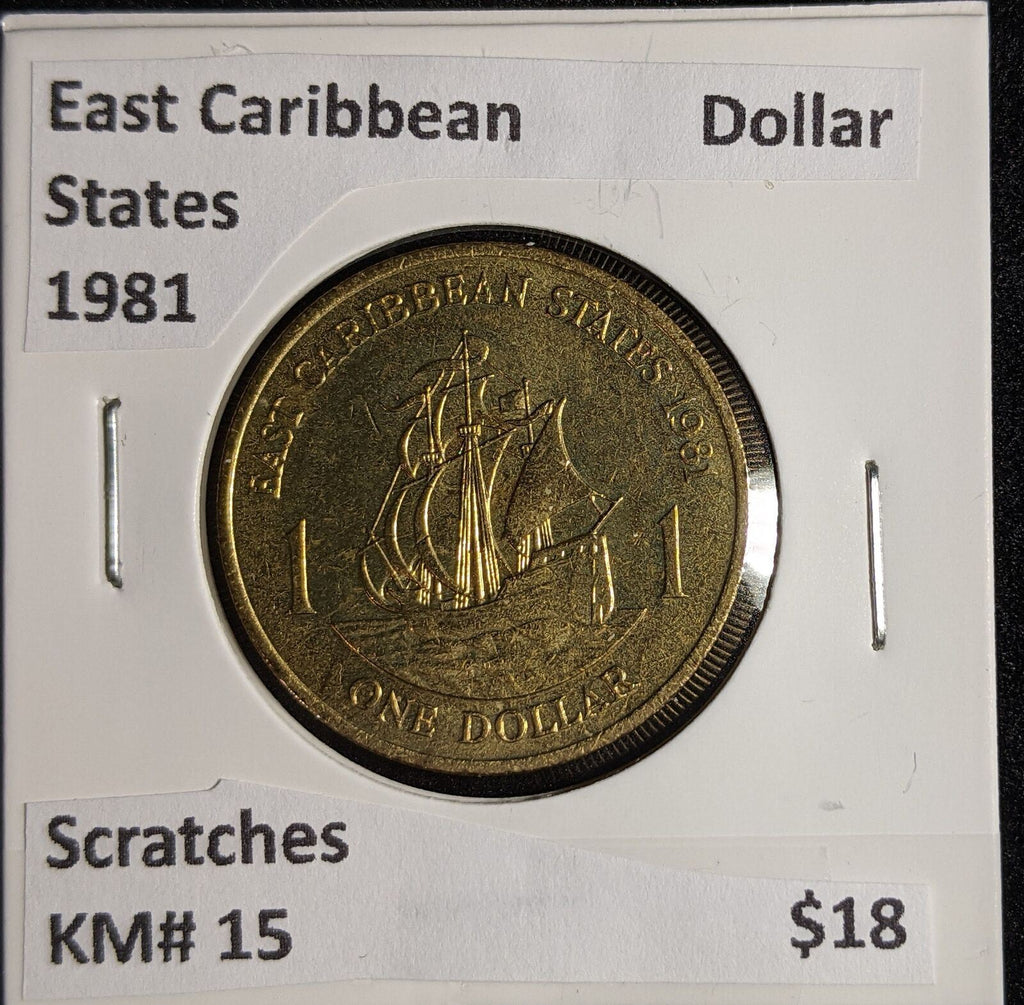 East Caribbean Dollar
States
1981
EAST CARIBBEAN STATES 1981
1 1
ONE DOLLAR
Scratches
KM# 15 $18